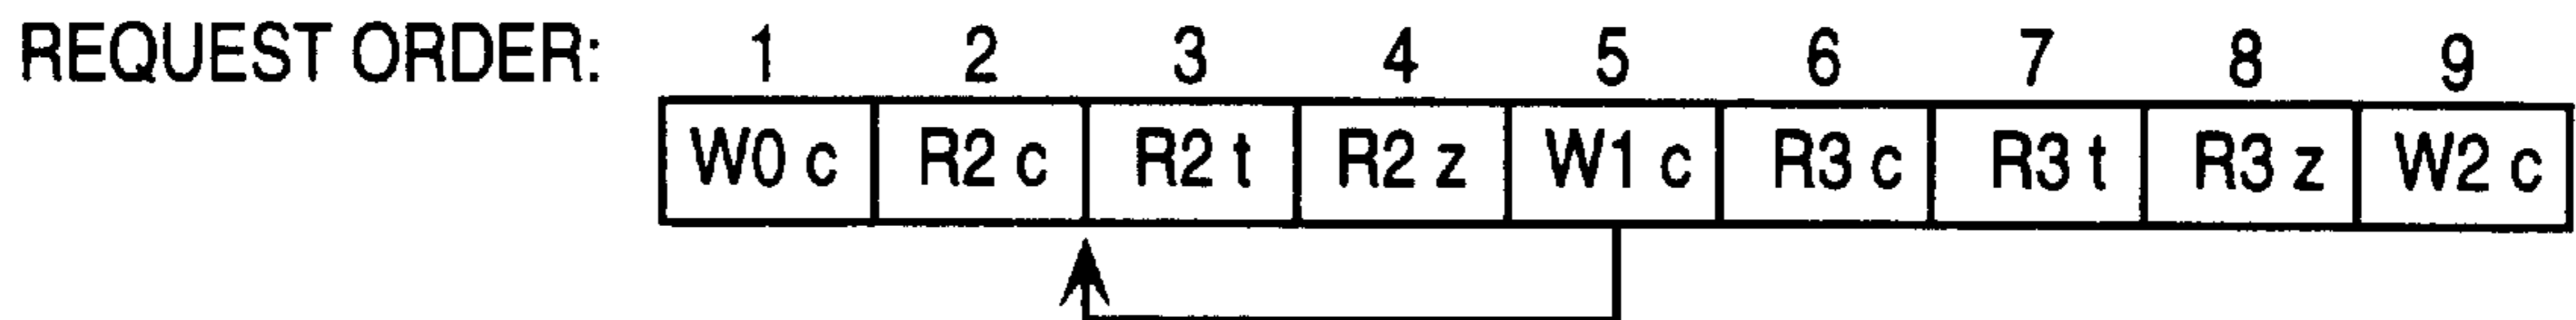 REQUEST ORDER: 1 2 3 4 5 6 7 8 9
W0 c R2 c R2 t R2 z W1 c R3 c R3 t R3 z W2 c